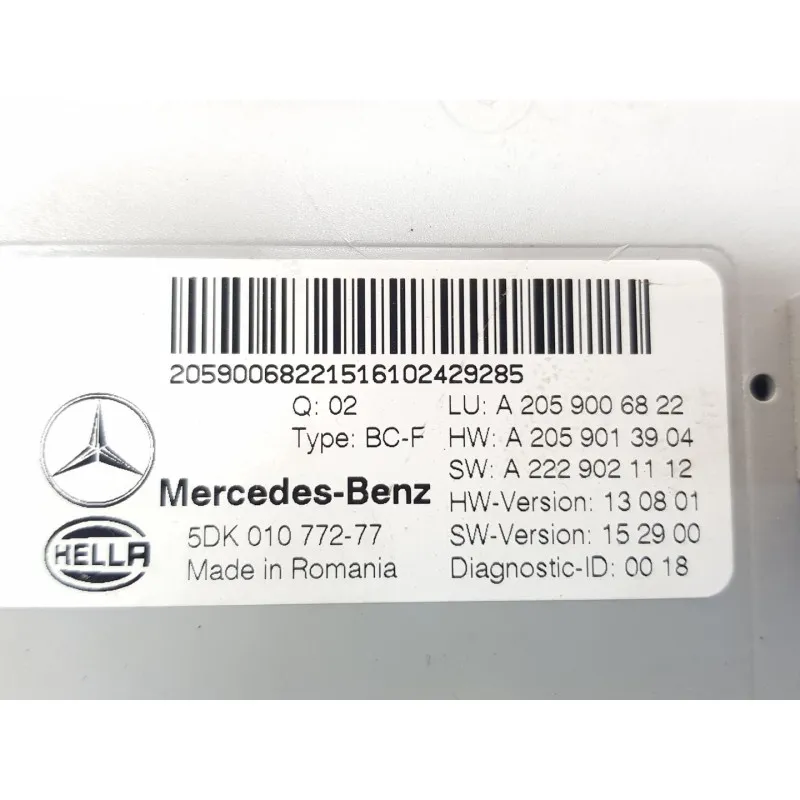 20590068221516102429285
Q: 02 LU: A 205 900 68 22
Type: BC-F HW: A 205 901 39 04
SW: A 222 902 11 12
Mercedes-Benz HW-Version: 13 08 01
HELLA 5DK 010 772-77 SW-Version: 15 29 00
Made in Romania Diagnostic-ID: 00 18